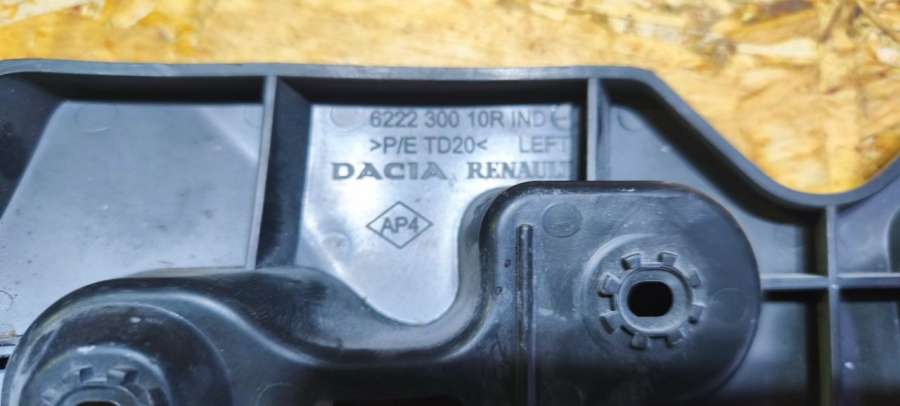 6222 300 10R IND
>P/E TD20< LEFT
DACIA RENAULT
AP4